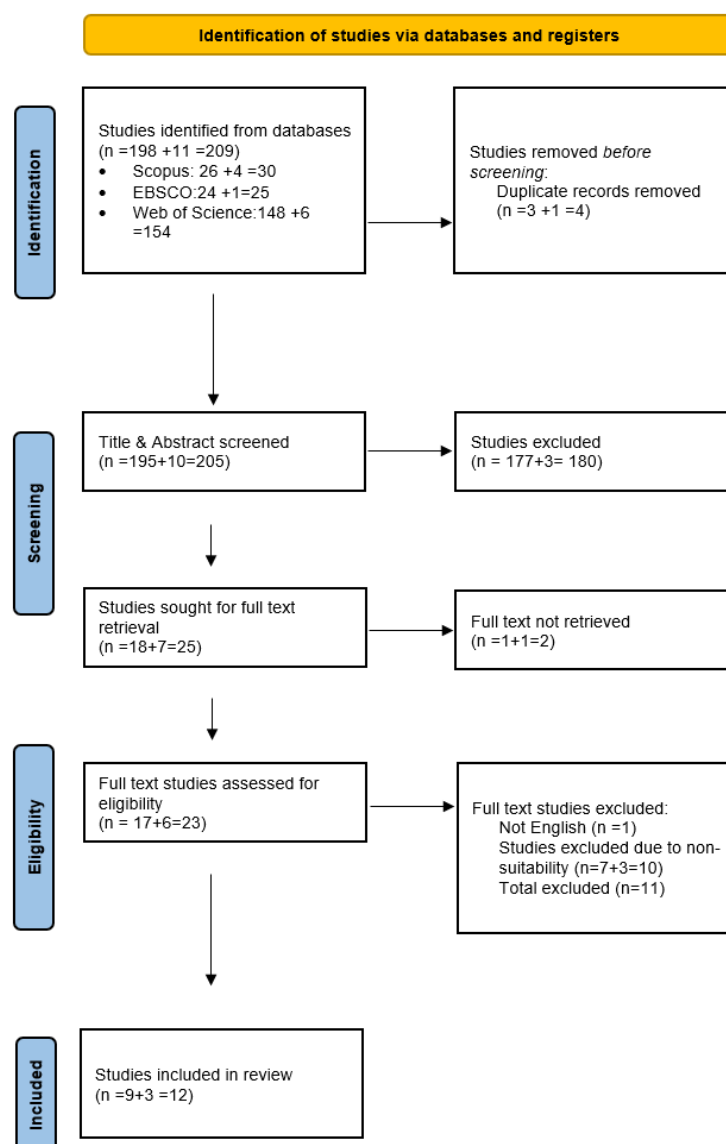 Identification of studies via databases and registers
Identification
Studies identified from databases
(n =198 +11 =209)
• Scopus: 26 +4 =30
• EBSCO:24 +1=25
• Web of Science:148 +6
=154
Studies removed before
screening:
Duplicate records removed
(n =3 +1 =4)
Screening
Title & Abstract screened
(n =195+10=205)
Studies excluded
(n = 177+3= 180)
Studies sought for full text
retrieval
(n =18+7=25)
Full text not retrieved
(n =1+1=2)
Eligibility
Full text studies assessed for
eligibility
(n = 17+6=23)
Full text studies excluded:
Not English (n =1)
Studies excluded due to non-
suitability (n=7+3=10)
Total excluded (n=11)
Included
Studies included in review
(n =9+3 =12)